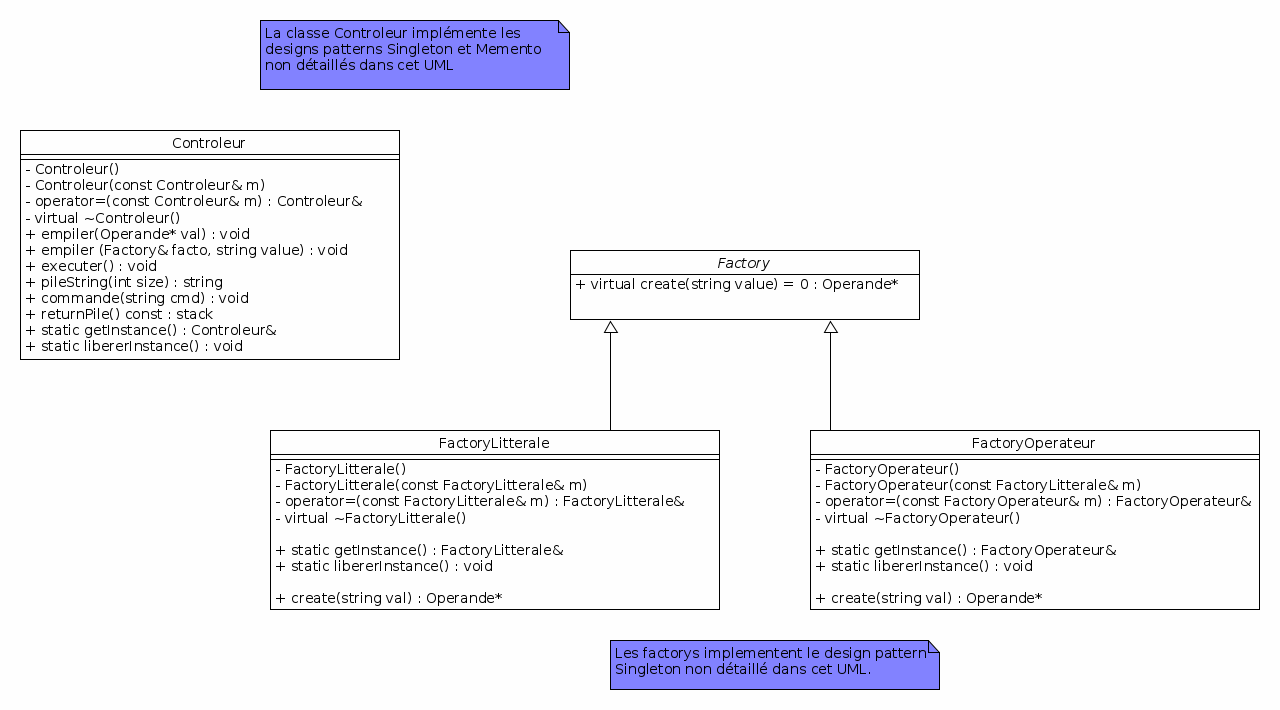 La classe Controleur implémente les
designs patterns Singleton et Memento
non détaillés dans cet UML
Controleur
- Controleur()
- Controleur(const Controleur& m)
- operator=(const Controleur& m) : Controleur&
- virtual ~Controleur()
+ empiler(Operande* val) : void
+ empiler (Factory& facto, string value) : void
+ executer() : void
+ pileString(int size) : string
+ commande(string cmd) : void
+ returnPile() const : stack
+ static getInstance() : Controleur&
+ static libererInstance() : void
Factory
+ virtual create(string value) = 0 : Operande*
FactoryLitterale
- FactoryLitterale()
- FactoryLitterale(const FactoryLitterale& m)
- operator=(const FactoryLitterale& m) : FactoryLitterale&
- virtual ~FactoryLitterale()
+ static getInstance() : FactoryLitterale&
+ static libererInstance() : void
+ create(string val) : Operande*
FactoryOperateur
- FactoryOperateur()
- FactoryOperateur(const FactoryLitterale& m)
- operator=(const FactoryOperateur& m) : FactoryOperateur&
- virtual ~FactoryOperateur()
+ static getInstance() : FactoryOperateur&
+ static libererInstance() : void
+ create(string val) : Operande*
Les factorys implementent le design pattern
Singleton non détaillé dans cet UML.